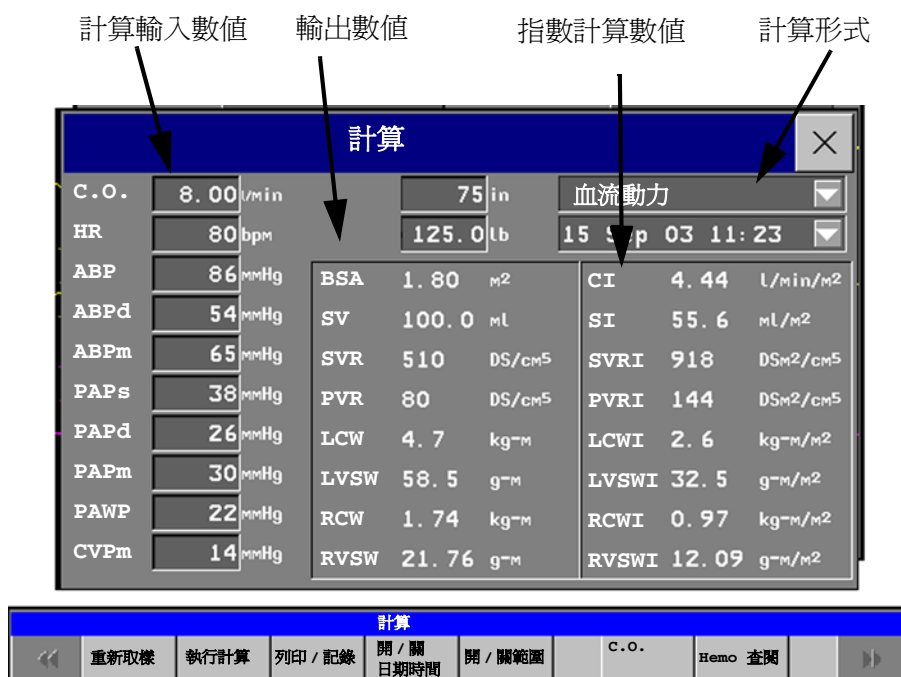 計算輸入數值 輸出數值 指數計算數值 計算形式
計算
C.O. 8.00 l/min 75 in 血流動力
HR 80 bpm 125.0 lb 15 Sep 03 11:23
ABP 86 mmHg BSA 1.80 m2 CI 4.44 l/min/m2
ABPd 54 mmHg SV 100.0 ml SI 55.6 ml/m2
ABPm 65 mmHg SVR 510 DS/cm5 SVRI 918 DSm2/cm5
PAPs 38 mmHg PVR 80 DS/cm5 PVRI 144 DSm2/cm5
PAPd 26 mmHg LCW 4.7 kg-m LCWI 2.6 kg-m/m2
PAPm 30 mmHg LVSW 58.5 g-m LVSWI 32.5 g-m/m2
PAWP 22 mmHg RCW 1.74 kg-m RCWI 0.97 kg-m/m2
CVPm 14 mmHg RVSW 21.76 g-m RVSWI 12.09 g-m/m2
計算
重新取樣 執行計算 列印 / 記錄 開 / 關 日期時間 開 / 關範圍 C.O. Hemo 查閱